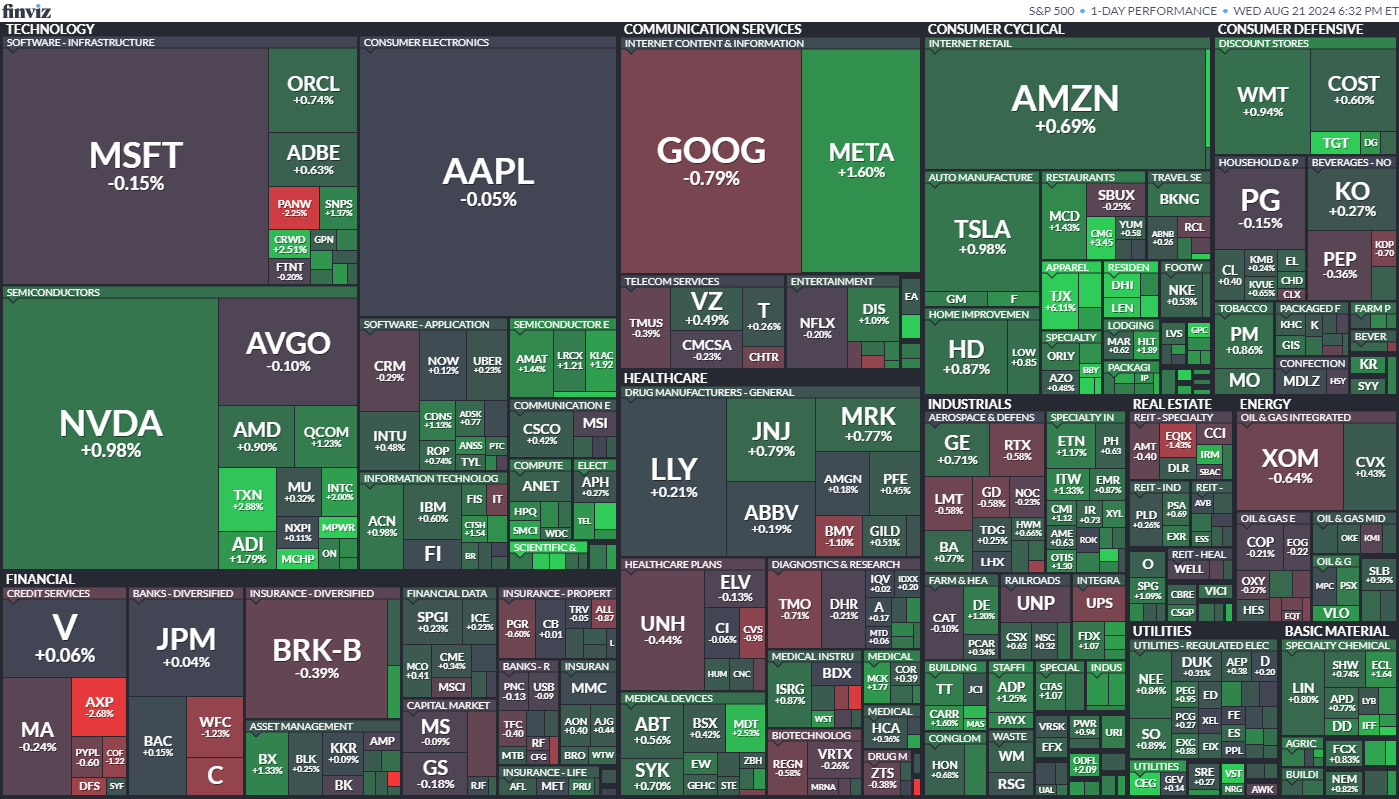 finviz
S&P 500 • 1-DAY PERFORMANCE • WED AUG 21 2024 6:32 PM ET
TECHNOLOGY
SOFTWARE - INFRASTRUCTURE
MSFT
-0.15%
ORCL
+0.74%
ADBE
+0.63%
PANW
-2.25%
SNPS
+1.37%
CRWD
+2.51%
GPN
FTNT
-0.20%
CONSUMER ELECTRONICS
AAPL
-0.05%
SEMICONDUCTORS
NVDA
+0.98%
AVGO
-0.10%
AMD
+0.90%
QCOM
+1.23%
TXN
+2.88%
MU
+0.32%
INTC
+2.00%
ADI
+1.79%
NXPI
+0.11%
MPWR
MCHP
ON
SOFTWARE - APPLICATION
CRM
-0.29%
NOW
+0.12%
UBER
+0.23%
INTU
+0.48%
CDNS
+1.13%
ADSK
+0.77
ROP
+0.74%
ANSS
PTC
TYL
SEMICONDUCTOR E
AMAT
+1.44%
LRCX
+1.21
KLAC
+1.92
COMMUNICATION E
CSCO
+0.42%
MSI
INFORMATION TECHNOLOG
ACN
+0.98%
IBM
+0.60%
FIS
IT
CTSH
+1.54
FI
BR
COMPUTE
ANET
HPQ
SMCI
WDC
ELECT
APH
+0.27%
TEL
SCIENTIFIC &
COMMUNICATION SERVICES
INTERNET CONTENT & INFORMATION
GOOG
-0.79%
META
+1.60%
TELECOM SERVICES
TMUS
-0.39%
VZ
+0.49%
T
+0.26%
CMCSA
-0.23%
CHTR
ENTERTAINMENT
NFLX
-0.20%
DIS
+1.09%
EA
CONSUMER CYCLICAL
INTERNET RETAIL
AMZN
+0.69%
AUTO MANUFACTURE
TSLA
+0.98%
GM
F
RESTAURANTS
MCD
+1.43%
SBUX
-0.25%
CMG
+3.45
YUM
+0.58
TRAVEL SE
BKNG
ABNB
+0.26
RCL
HOME IMPROVEMEN
HD
+0.87%
LOW
+0.85
APPAREL
TJX
+6.11%
RESIDEN
DHI
LEN
FOOTW
NKE
+0.53%
SPECIALTY
ORLY
AZO
+0.48%
BBY
LODGING
MAR
+0.62
HLT
+1.89
LVS
GPC
PACKAGI
IP
CONSUMER DEFENSIVE
DISCOUNT STORES
WMT
+0.94%
COST
+0.60%
TGT
DG
HOUSEHOLD & P
PG
-0.15%
CL
+0.40
KMB
+0.24%
EL
KVUE
+0.65%
CHD
CLX
BEVERAGES - NO
KO
+0.27%
PEP
-0.36%
KDP
-0.70
TOBACCO
PM
+0.86%
MO
PACKAGED F
KHC
K
GIS
FARM P
BEVER
CONFECTION
MDLZ
HSY
KR
SYY
HEALTHCARE
DRUG MANUFACTURERS - GENERAL
LLY
+0.21%
JNJ
+0.79%
MRK
+0.77%
ABBV
+0.19%
AMGN
+0.18%
PFE
+0.45%
BMY
-1.10%
GILD
+0.51%
HEALTHCARE PLANS
UNH
-0.44%
ELV
-0.13%
CI
-0.06%
CVS
-0.98
HUM
CNC
DIAGNOSTICS & RESEARCH
TMO
-0.71%
DHR
-0.21%
IQV
+0.02
IDXX
+0.20
A
+0.17
MTD
+0.06
MEDICAL DEVICES
ABT
+0.56%
BSX
+0.42%
MDT
+2.53%
SYK
+0.70%
EW
ZBH
GEHC
STE
MEDICAL INSTRU
ISRG
+0.87%
BDX
WST
MEDICAL
MCK
+1.77
COR
+0.39
MEDICAL
HCA
+0.36%
BIOTECHNOLOGY
REGN
-0.58%
VRTX
-0.26%
MRNA
DRUG M
ZTS
-0.38%
FINANCIAL
CREDIT SERVICES
V
+0.06%
MA
-0.24%
AXP
-2.68%
PYPL
-0.60
COF
-1.22
DFS
SYF
BANKS - DIVERSIFIED
JPM
+0.04%
BAC
+0.15%
WFC
-1.23%
C
INSURANCE - DIVERSIFIED
BRK-B
-0.39%
ASSET MANAGEMENT
BX
+1.33%
BLK
+0.25%
KKR
+0.09%
AMP
BK
FINANCIAL DATA
SPGI
+0.23%
ICE
+0.23%
MCO
+0.41
CME
+0.34%
MSCI
CAPITAL MARKET
MS
-0.09%
GS
-0.18%
RJF
INSURANCE - PROPERT
PGR
-0.60%
CB
+0.01
TRV
-0.05
ALL
-0.87
L
BANKS - R
PNC
-0.13
USB
-0.09
TFC
-0.40
RF
MTB
CFG
INSURAN
MMC
AON
+0.40
AJG
+0.44
BRO
WTW
INSURANCE - LIFE
AFL
MET
PRU
INDUSTRIALS
AEROSPACE & DEFENS
GE
+0.71%
RTX
-0.58%
LMT
-0.58%
GD
-0.58%
NOC
-0.23%
BA
+0.77%
TDG
+0.25%
HWM
+0.66%
LHX
SPECIALTY IN
ETN
+1.17%
PH
+0.63
ITW
+1.33%
EMR
+0.87%
CMI
+1.12
IR
+0.73
XYL
AME
+0.63
ROK
OTIS
+1.30
FARM & HEA
CAT
-0.10%
DE
+1.20%
PCAR
+0.34%
RAILROADS
UNP
CSX
+0.63
NSC
+0.32
INTEGRA
UPS
FDX
+1.07
BUILDING
TT
JCI
CARR
+1.60%
MAS
STAFFI
ADP
+1.25%
PAYX
SPECIAL
CTAS
+1.07
INDUS
VRSK
PWR
+0.94
URI
EFX
CONGLOM
HON
+0.68%
WASTE
WM
RSG
ODFL
+2.09
UAL
REAL ESTATE
REIT - SPECIALTY
AMT
-0.40
EQIX
-1.43%
CCI
DLR
IRM
SBAC
REIT - IND
PLD
+0.26%
PSA
+0.69
EXR
REIT -
AVB
ESS
O
REIT - HEAL
WELL
SPG
+1.09%
CBRE
VICI
CSGP
ENERGY
OIL & GAS INTEGRATED
XOM
-0.64%
CVX
+0.43%
OIL & GAS E
COP
-0.21%
EOG
-0.22
OXY
-0.27%
HES
EQT
OIL & GAS MID
OKE
KMI
OIL & G
MPC
PSX
VLO
SLB
+0.39%
UTILITIES
UTILITIES - REGULATED ELEC
NEE
+0.84%
DUK
+0.31%
AEP
+0.38
D
+0.20
SO
+0.89%
PEG
+0.95
ED
PCG
+0.27
XEL
FE
ES
EXC
+0.88
EIX
PPL
UTILITIES
CEG
GEV
+0.14
SRE
+0.27
VST
NRG
AWK
BASIC MATERIAL
SPECIALTY CHEMICAL
LIN
+0.80%
SHW
+0.74%
ECL
+1.64
APD
+0.77%
LYB
DD
IFF
AGRIC
FCX
+0.83%
BUILDI
NEM
+0.82%